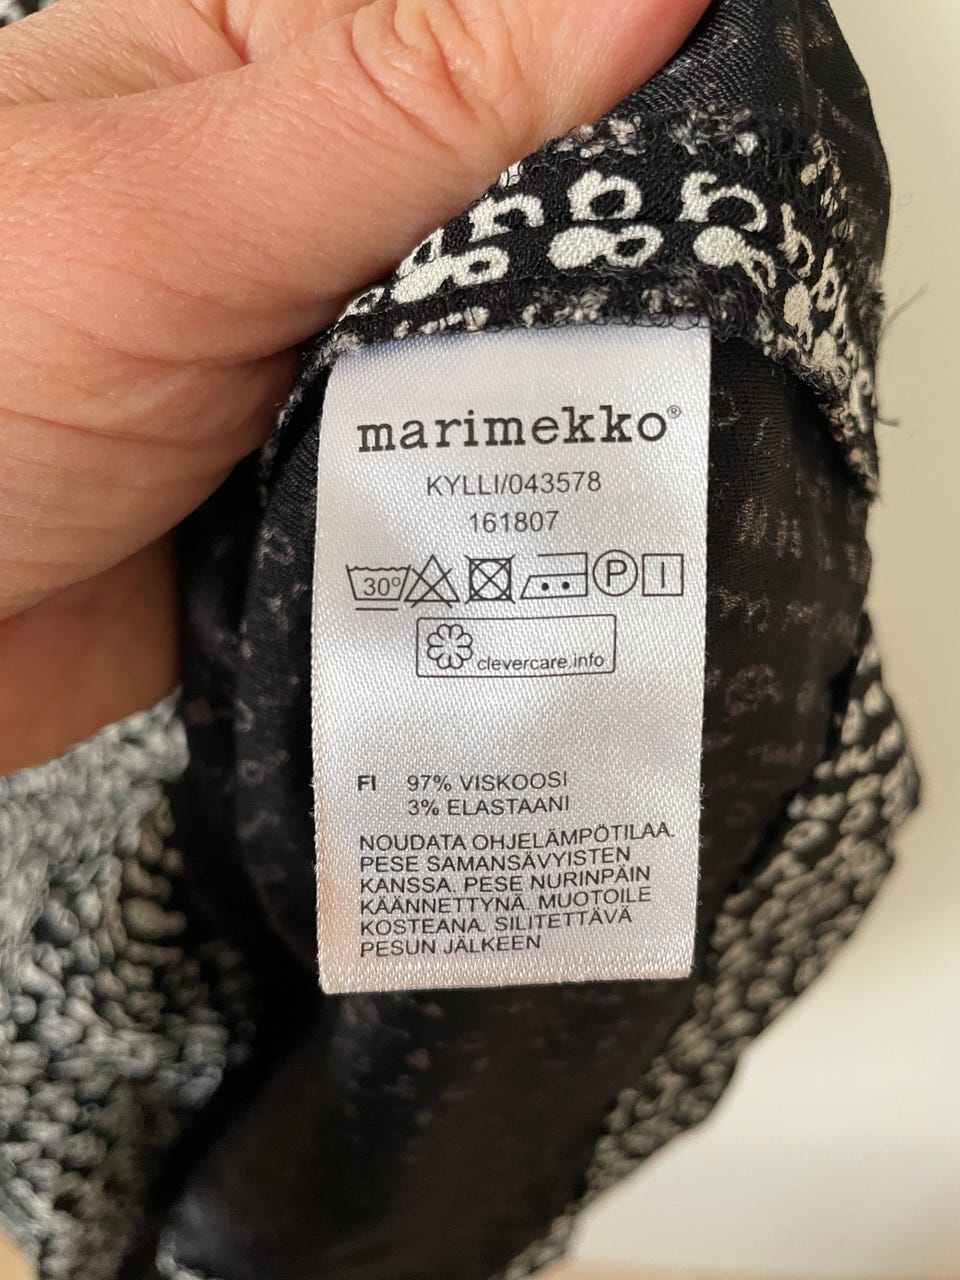 marimekko®
KYLLI/043578
161807
30° P
clevercare.info
FI 97% VISKOOSI
3% ELASTAANI
NOUDATA OHJELÄMPÖTILAA.
PESE SAMANSÄVYISTEN
KANSSA. PESE NURINPÄIN
KÄÄNNETTYNÄ. MUOTOILE
KOSTEANA. SILITETTÄVÄ
PESUN JÄLKEEN